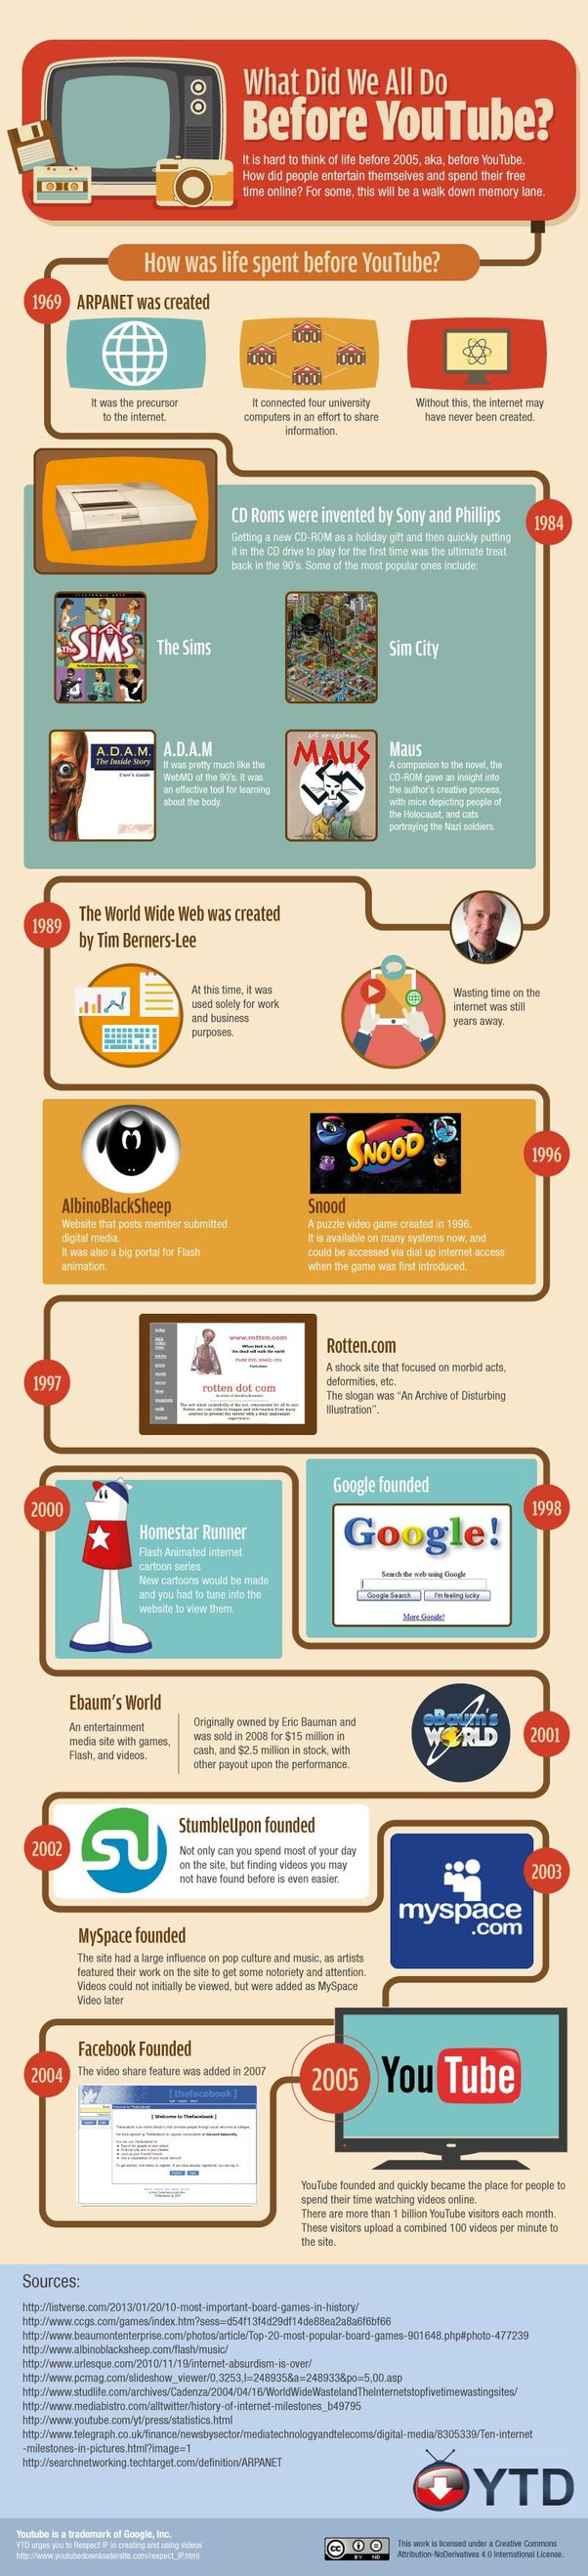 What Did We All Do
Before YouTube?
It is hard to think of life before 2005, aka, before YouTube.
How did people entertain themselves and spend their free
time online? For some, this will be a walk down memory lane.
How was life spent before YouTube?
1969
ARPANET was created
It was the precursor
to the internet.
It connected four university
computers in an effort to share
information.
Without this, the internet may
have never been created.
CD Roms were invented by Sony and Phillips
1984
Getting a new CD-ROM as a holiday gift and then quickly putting
it in the CD drive to play for the first time was the ultimate treat
back in the 90's. Some of the most popular ones include:
The SIMS
The Sims
Sim City
A.D.A.M.
The Inside Story
User's Guide
A.D.A.M
It was pretty much like the
WebMD of the 90's. It was
an effective tool for learning
about the body.
art spiegelman
MAUS
Maus
A companion to the novel, the
CD-ROM gave an insight into
the author's creative process,
with mice depicting people of
the Holocaust, and cats
portraying the Nazi soldiers.
1989
The World Wide Web was created
by Tim Berners-Lee
At this time, it was
used solely for work
and business
purposes.
Wasting time on the
internet was still
years away.
1996
SNOOD
AlbinoBlackSheep
Website that posts member submitted
digital media.
It was also a big portal for Flash
animation.
Snood
A puzzle video game created in 1996.
It is available on many systems now, and
could be accessed via dial up internet access
when the game was first introduced.
1997
www.rotten.com
When Hell is full,
the dead will walk the earth
PURE EVIL SINCE 1996
rotten dot com
Rotten.com
A shock site that focused on morbid acts,
deformities, etc.
The slogan was “An Archive of Disturbing
Illustration”.
2000
Homestar Runner
Flash Animated internet
cartoon series
New cartoons would be made
and you had to tune into the
website to view them.
Google founded
1998
Google!
Search the web using Google
Google Search
I'm feeling lucky
More Google!
Ebaum's World
An entertainment
media site with games,
Flash, and videos.
Originally owned by Eric Bauman and
was sold in 2008 for $15 million in
cash, and $2.5 million in stock, with
other payout upon the performance.
eBaum's
WORLD
2001
2002
StumbleUpon founded
Not only can you spend most of your day
on the site, but finding videos you may
not have found before is even easier.
2003
myspace
.com
MySpace founded
The site had a large influence on pop culture and music, as artists
featured their work on the site to get some notoriety and attention.
Videos could not initially be viewed, but were added as MySpace
Video later
2004
Facebook Founded
The video share feature was added in 2007
[ thefacebook ]
[ Welcome to Thefacebook ]
2005
YouTube
YouTube founded and quickly became the place for people to
spend their time watching videos online.
There are more than 1 billion YouTube visitors each month.
These visitors upload a combined 100 videos per minute to
the site.
Sources:
http://listverse.com/2013/01/20/10-most-important-board-games-in-history/
http://www.ccgs.com/games/index.htm?sess=d54f13f4d29df14de88ea2a8a6f6bf66
http://www.beaumontenterprise.com/photos/article/Top-20-most-popular-board-games-901648.php#photo-477239
http://www.albinoblacksheep.com/flash/music/
http://www.urlesque.com/2010/11/19/internet-absurdism-is-over/
http://www.pcmag.com/slideshow_viewer/0,3253,l=248935&a=248933&po=5,00.asp
http://www.studlife.com/archives/Cadenza/2004/04/16/WorldWideWastelandTheInternetstopfivetimewastingsites/
http://www.mediabistro.com/alltwitter/history-of-internet-milestones_b49795
http://www.youtube.com/yt/press/statistics.html
http://www.telegraph.co.uk/finance/newsbysector/mediatechnologyandtelecoms/digital-media/8305339/Ten-internet
-milestones-in-pictures.html?image=1
http://searchnetworking.techtarget.com/definition/ARPANET
YTD
Youtube is a trademark of Google, Inc.
YTD urges you to Respect IP in creating and using videos
http://www.youtubedownloadersite.com/respect_IP.html
cc
BY ND
This work is licensed under a Creative Commons
Attribution-NoDerivatives 4.0 International License.